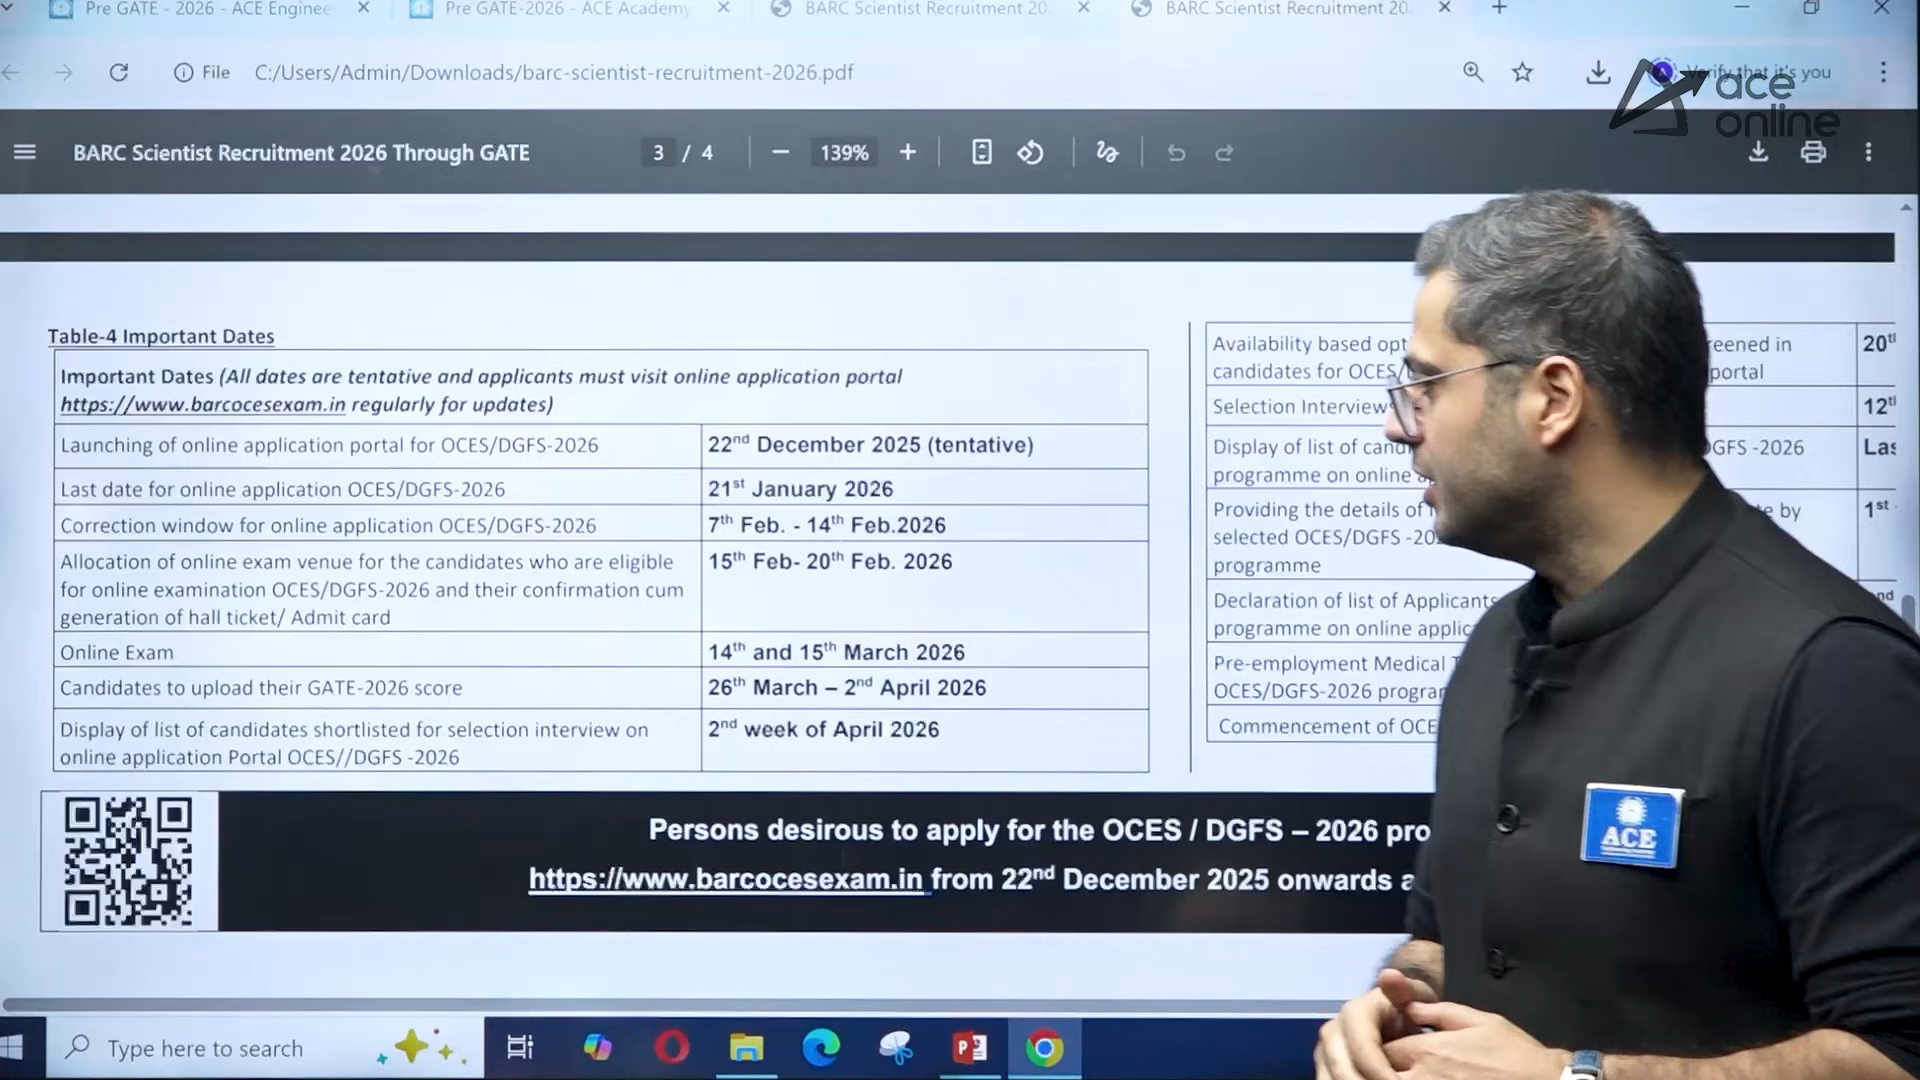 Pre GATE - 2026 - ACE Enginee
Pre GATE-2026 - ACE Academy
BARC Scientist Recruitment 20
BARC Scientist Recruitment 20
File
C:/Users/Admin/Downloads/barc-scientist-recruitment-2026.pdf
Verify that it's you
ace
online
BARC Scientist Recruitment 2026 Through GATE
3 / 4
139%
Table-4 Important Dates
Important Dates (All dates are tentative and applicants must visit online application portal
https://www.barcocesexam.in regularly for updates)
Launching of online application portal for OCES/DGFS-2026
22nd December 2025 (tentative)
Last date for online application OCES/DGFS-2026
21st January 2026
Correction window for online application OCES/DGFS-2026
7th Feb. - 14th Feb.2026
Allocation of online exam venue for the candidates who are eligible
for online examination OCES/DGFS-2026 and their confirmation cum
generation of hall ticket/ Admit card
15th Feb- 20th Feb. 2026
Online Exam
14th and 15th March 2026
Candidates to upload their GATE-2026 score
26th March – 2nd April 2026
Display of list of candidates shortlisted for selection interview on
online application Portal OCES//DGFS -2026
2nd week of April 2026
Availability based opt
reened in
candidates for OCES/
portal
20th
Selection Interview
12th
Display of list of cand
GFS -2026
programme on online a
Las
Providing the details of
te by
selected OCES/DGFS -20
programme
1st
Declaration of list of Applicants
programme on online applic
nd
Pre-employment Medical T
OCES/DGFS-2026 progra
Commencement of OCE
Persons desirous to apply for the OCES / DGFS – 2026 pro
https://www.barcocesexam.in from 22nd December 2025 onwards a
ACE
Type here to search